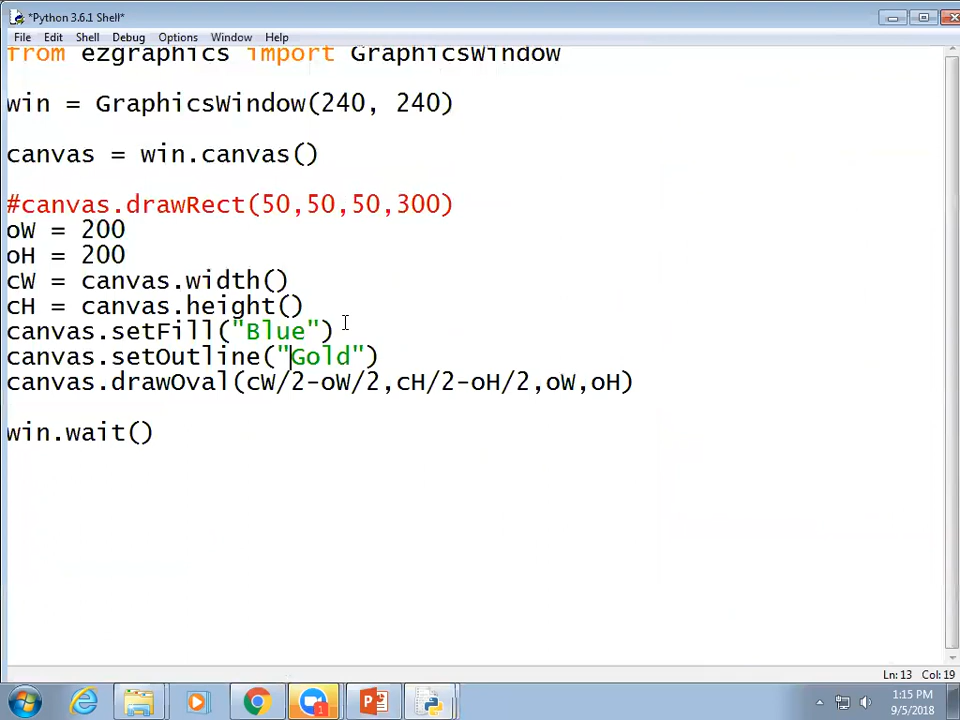 *Python 3.6.1 Shell*
File Edit Shell Debug Options Window Help
from ezgraphics import GraphicsWindow
win = GraphicsWindow(240, 240)
canvas = win.canvas()
#canvas.drawRect(50,50,50,300)
oW = 200
oH = 200
cW = canvas.width()
cH = canvas.height()
canvas.setFill("Blue")
canvas.setOutline("Gold")
canvas.drawOval(cW/2-oW/2,cH/2-oH/2,oW,oH)
win.wait()
Ln: 13 Col: 19
1:15 PM
9/5/2018